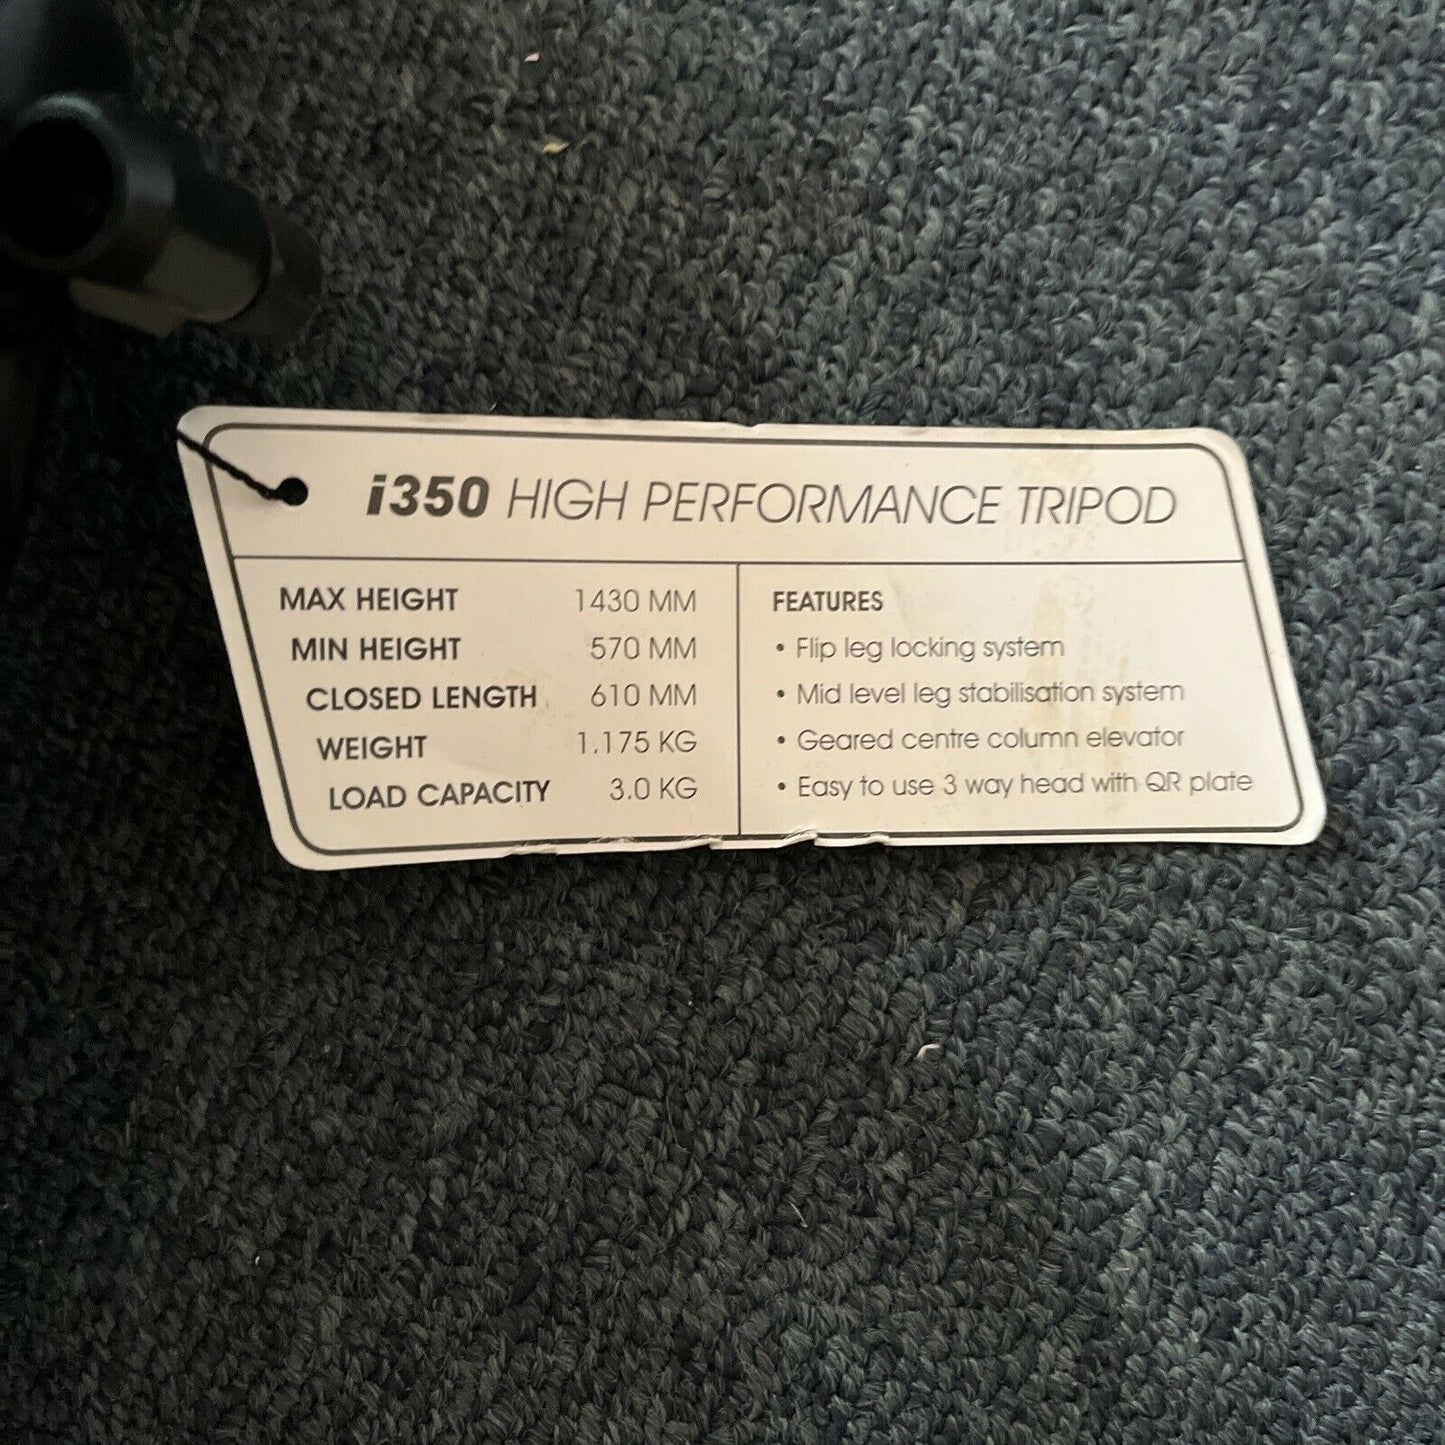 i350 HIGH PERFORMANCE TRIPOD
MAX HEIGHT 1430 MM
MIN HEIGHT 570 MM
CLOSED LENGTH 610 MM
WEIGHT 1.175 KG
LOAD CAPACITY 3.0 KG
FEATURES
• Flip leg locking system
• Mid level leg stabilisation system
• Geared centre column elevator
• Easy to use 3 way head with QR plate